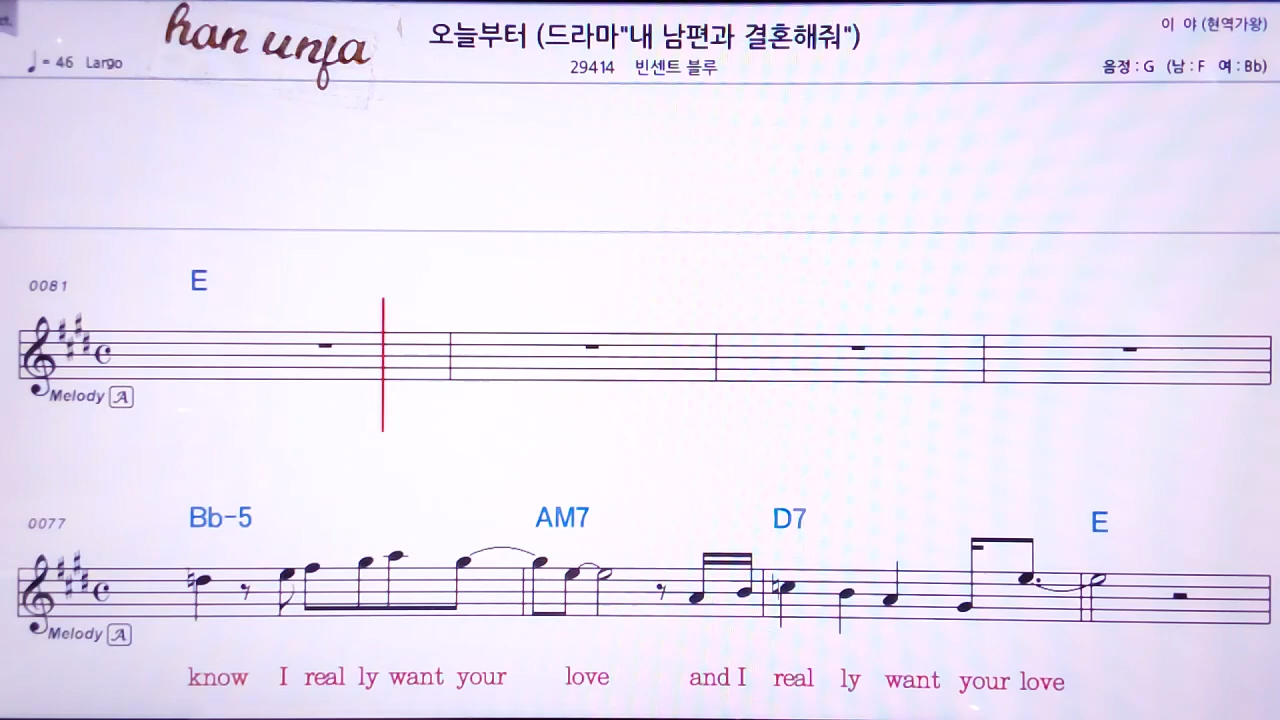 han unfa
오늘부터 (드라마"내 남편과 결혼해줘")
이 야 (현역가왕)
= 46 Largo
29414 빈센트 블루
음정 : G (남 : F 여 : Bb)
0081
E
Melody A
0077
Bb-5 AM7 D7 E
Melody A
know I real ly want your love and I real ly want your love